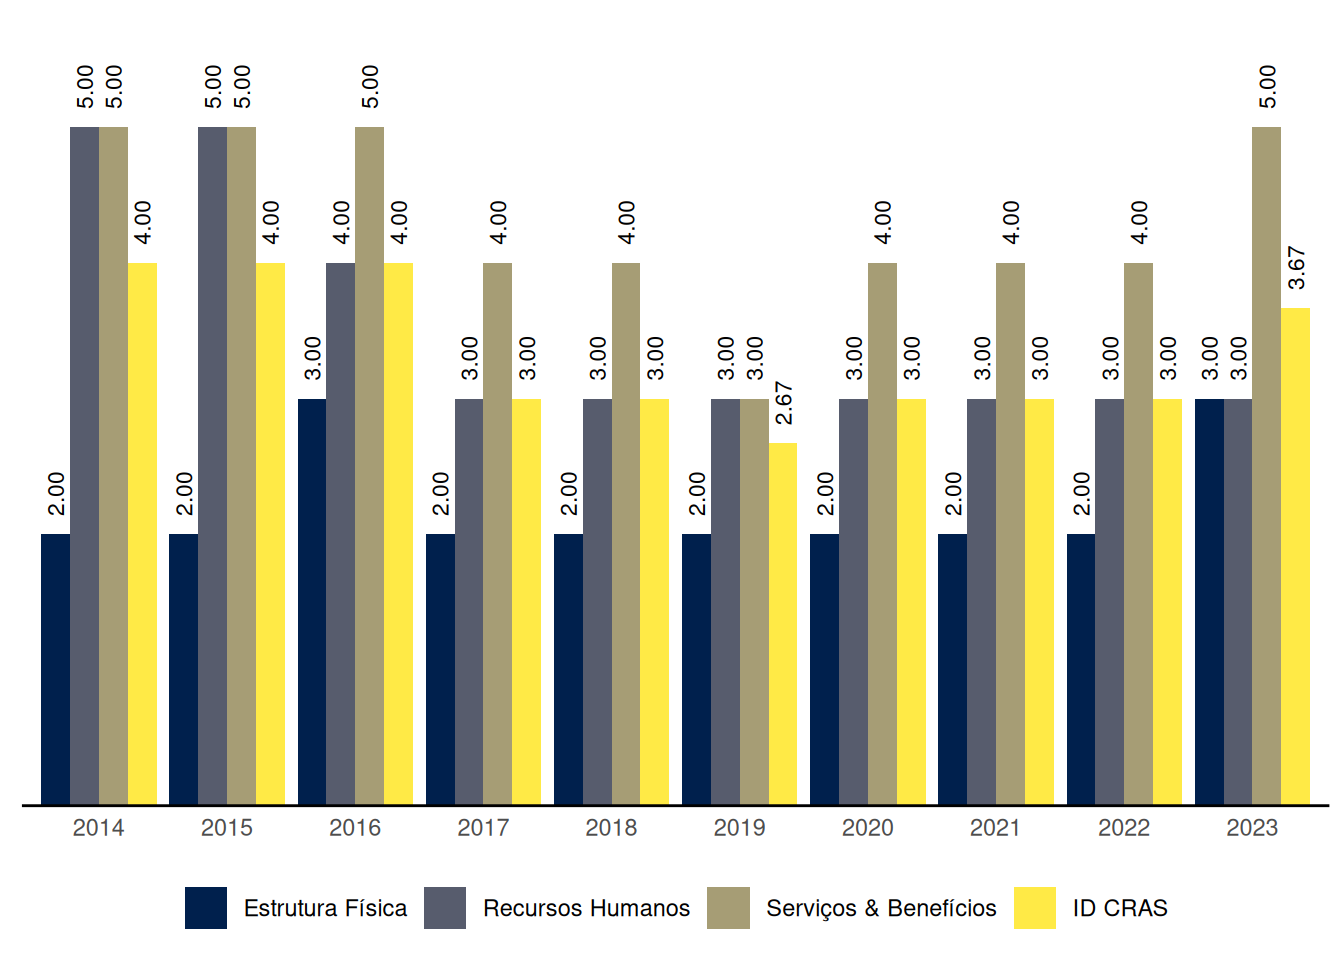 5.00 5.00 5.00 5.00 5.00 5.00
4.00 4.00 4.00 4.00 4.00 4.00 4.00 4.00 4.00
3.67
3.00 3.00 3.00 3.00 3.00 3.00 3.00 3.00 3.00 3.00 3.00 3.00 3.00 3.00 3.00
2.67
2.00 2.00 2.00 2.00 2.00 2.00 2.00 2.00
2014 2015 2016 2017 2018 2019 2020 2021 2022 2023
Estrutura Física Recursos Humanos Serviços & Benefícios ID CRAS